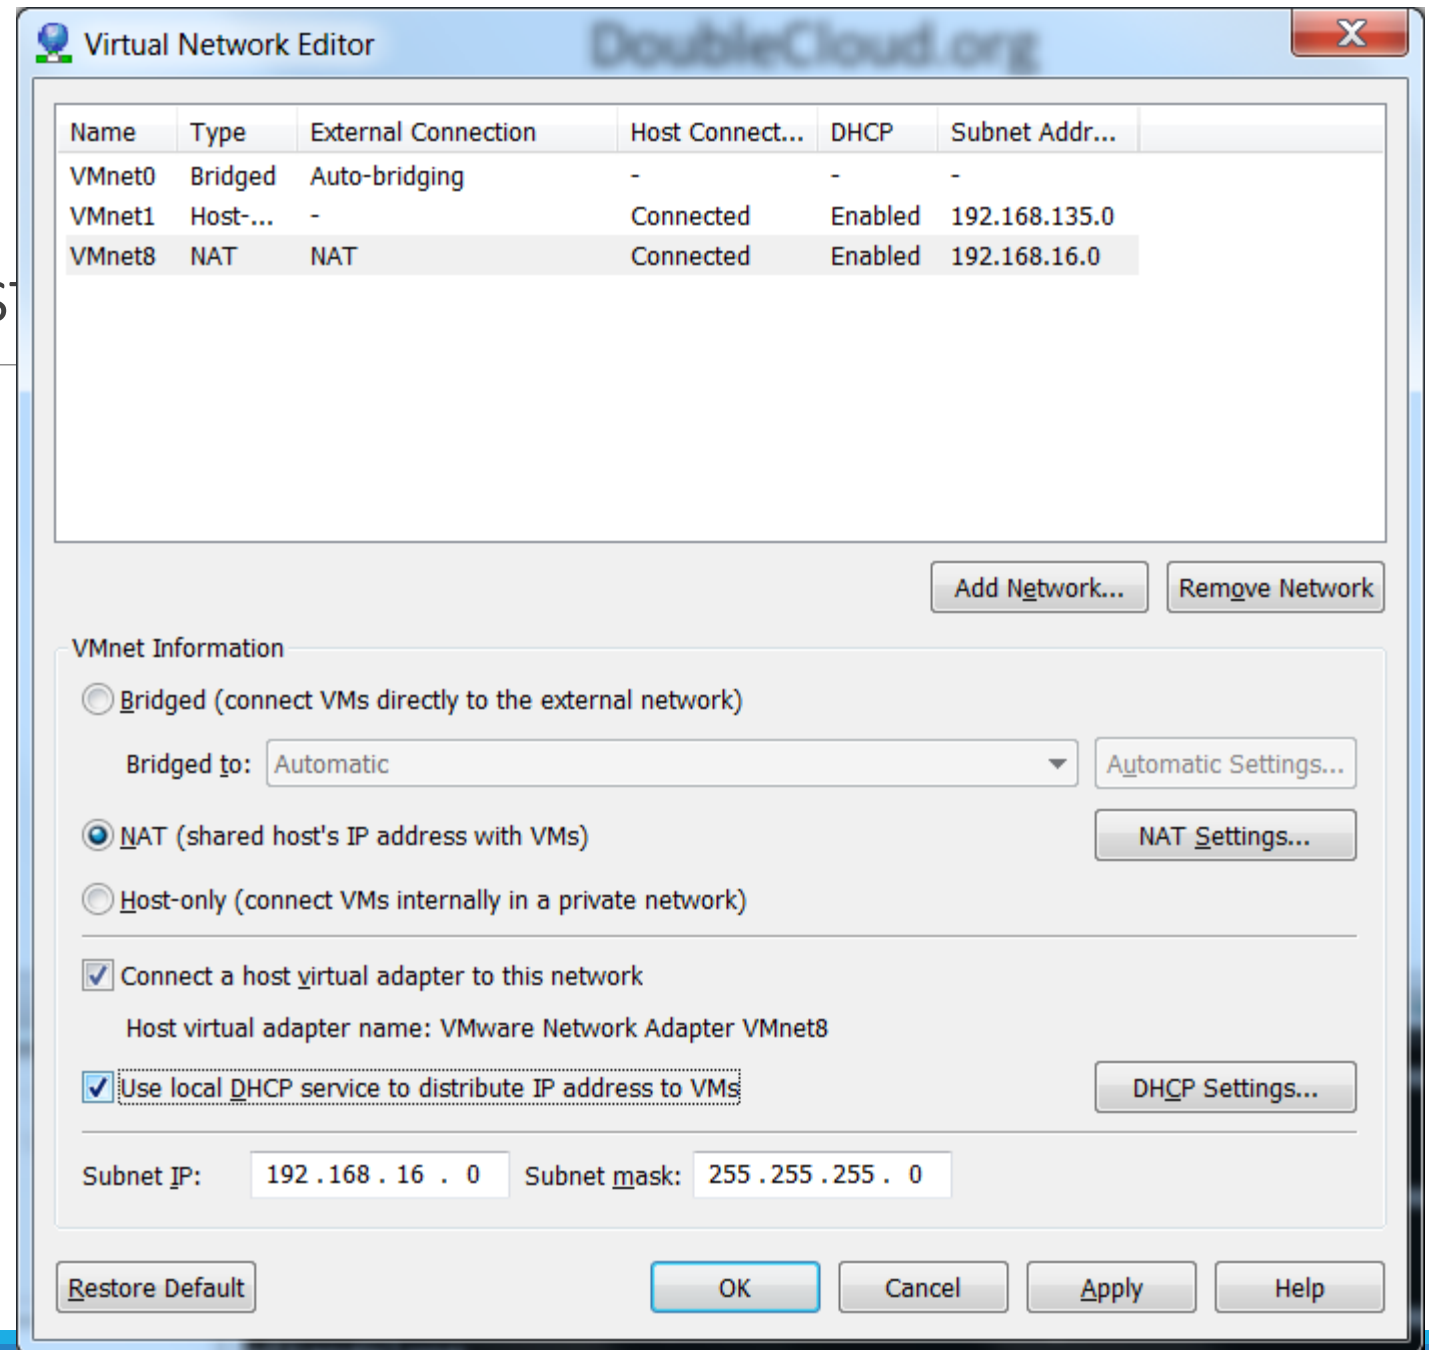 Virtual Network Editor
DoubleCloud.org
Name Type External Connection Host Connect... DHCP Subnet Addr...
VMnet0 Bridged Auto-bridging - - -
VMnet1 Host-... - Connected Enabled 192.168.135.0
VMnet8 NAT NAT Connected Enabled 192.168.16.0
Add Network... Remove Network
VMnet Information
Bridged (connect VMs directly to the external network)
Bridged to: Automatic Automatic Settings...
NAT (shared host's IP address with VMs) NAT Settings...
Host-only (connect VMs internally in a private network)
Connect a host virtual adapter to this network
Host virtual adapter name: VMware Network Adapter VMnet8
Use local DHCP service to distribute IP address to VMs DHCP Settings...
Subnet IP: 192.168.16.0 Subnet mask: 255.255.255.0
Restore Default OK Cancel Apply Help